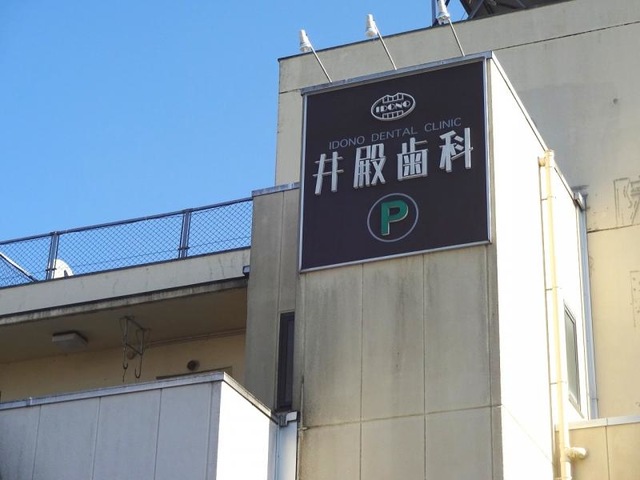 IDONO
IDONO DENTAL CLINIC
井殿歯科
P